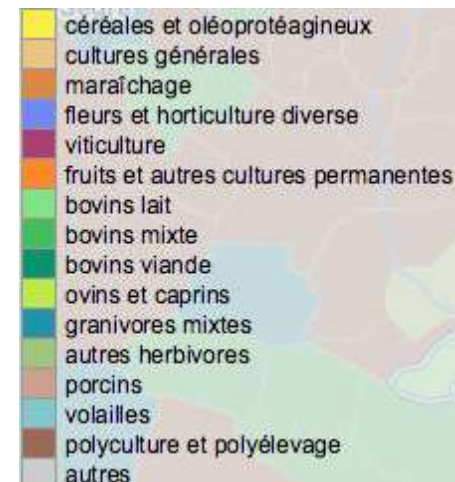 céréales et oléoprotéagineux
cultures générales
maraîchage
fleurs et horticulture diverse
viticulture
fruits et autres cultures permanentes
bovins lait
bovins mixte
bovins viande
ovins et caprins
granivores mixtes
autres herbivores
porcins
volailles
polyculture et polyélevage
autres